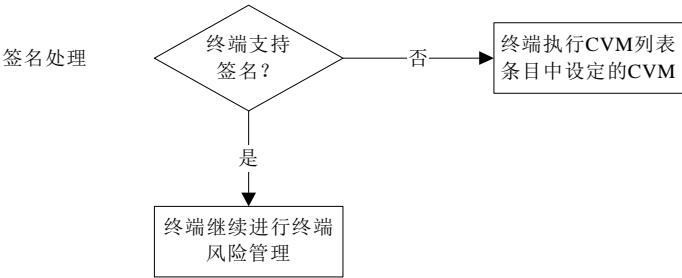 签名处理
终端支持
签名？
否
终端执行CVM列表
条目中设定的CVM
是
终端继续进行终端
风险管理